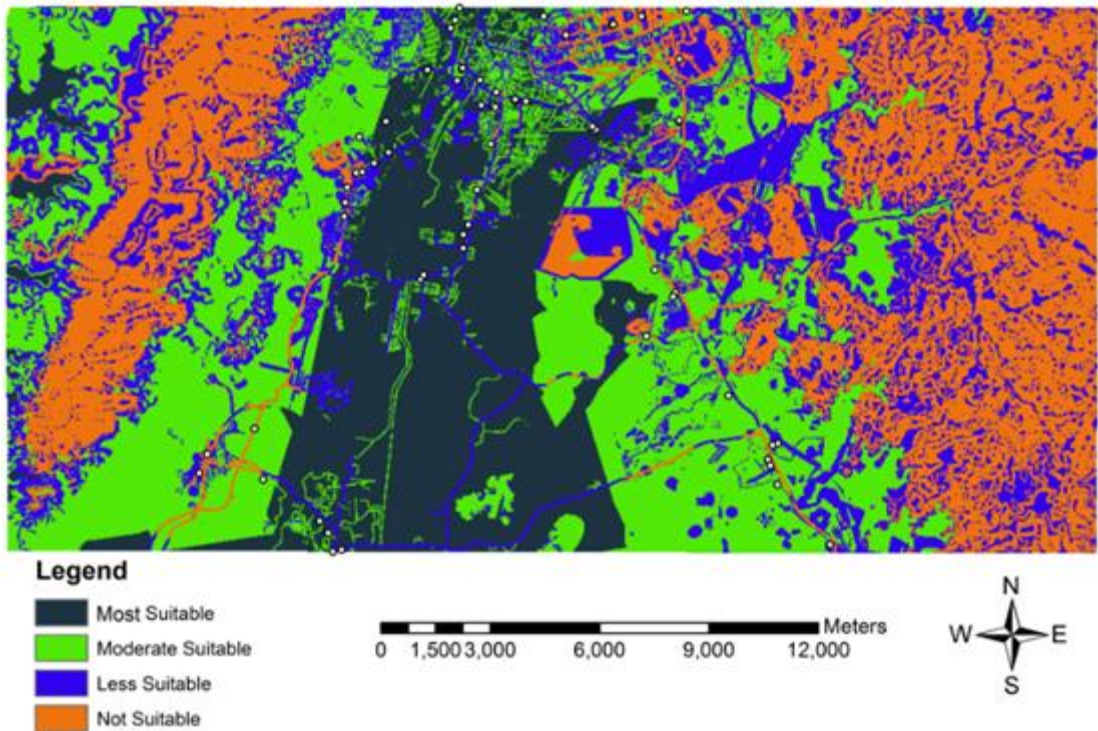 Legend
Most Suitable
Moderate Suitable
Less Suitable
Not Suitable
Meters
0 1,500 3,000 6,000 9,000 12,000
N
W E
S